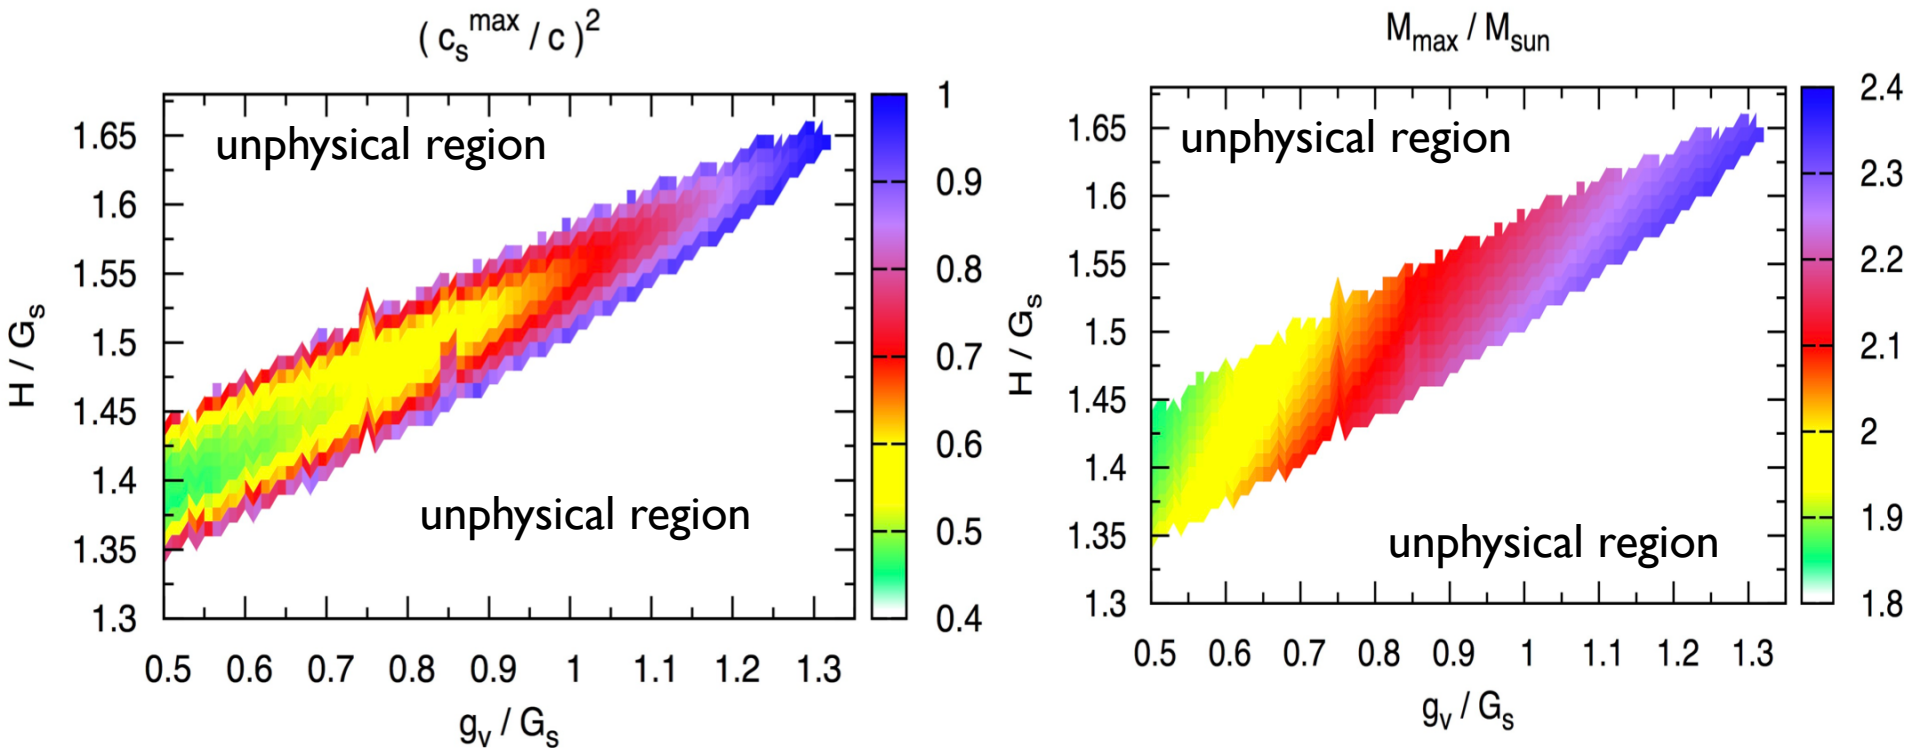 ( c_s^max / c )^2
unphysical region
unphysical region
H / G_s
1.65
1.6
1.55
1.5
1.45
1.4
1.35
1.3
0.5 0.6 0.7 0.8 0.9 1 1.1 1.2 1.3
g_v / G_s
1
0.9
0.8
0.7
0.6
0.5
0.4
M_max / M_sun
unphysical region
unphysical region
H / G_s
1.65
1.6
1.55
1.5
1.45
1.4
1.35
1.3
0.5 0.6 0.7 0.8 0.9 1 1.1 1.2 1.3
g_v / G_s
2.4
2.3
2.2
2.1
2
1.9
1.8